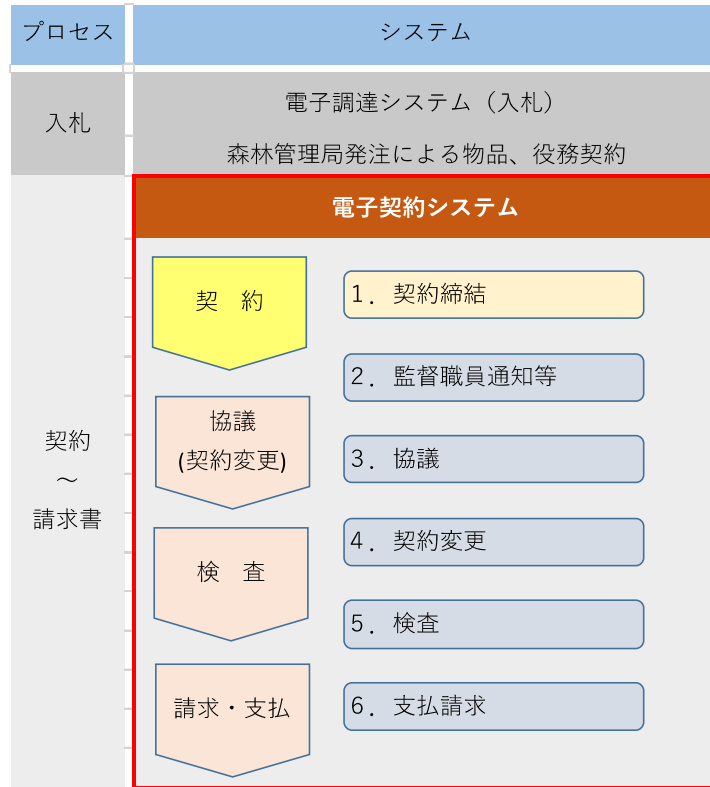 プロセス
システム
入札
電子調達システム（入札）
森林管理局発注による物品、役務契約
電子契約システム
契約
～
請求書
契　約
協議
(契約変更)
検　査
請求・支払
1．契約締結
2．監督職員通知等
3．協議
4．契約変更
5．検査
6．支払請求